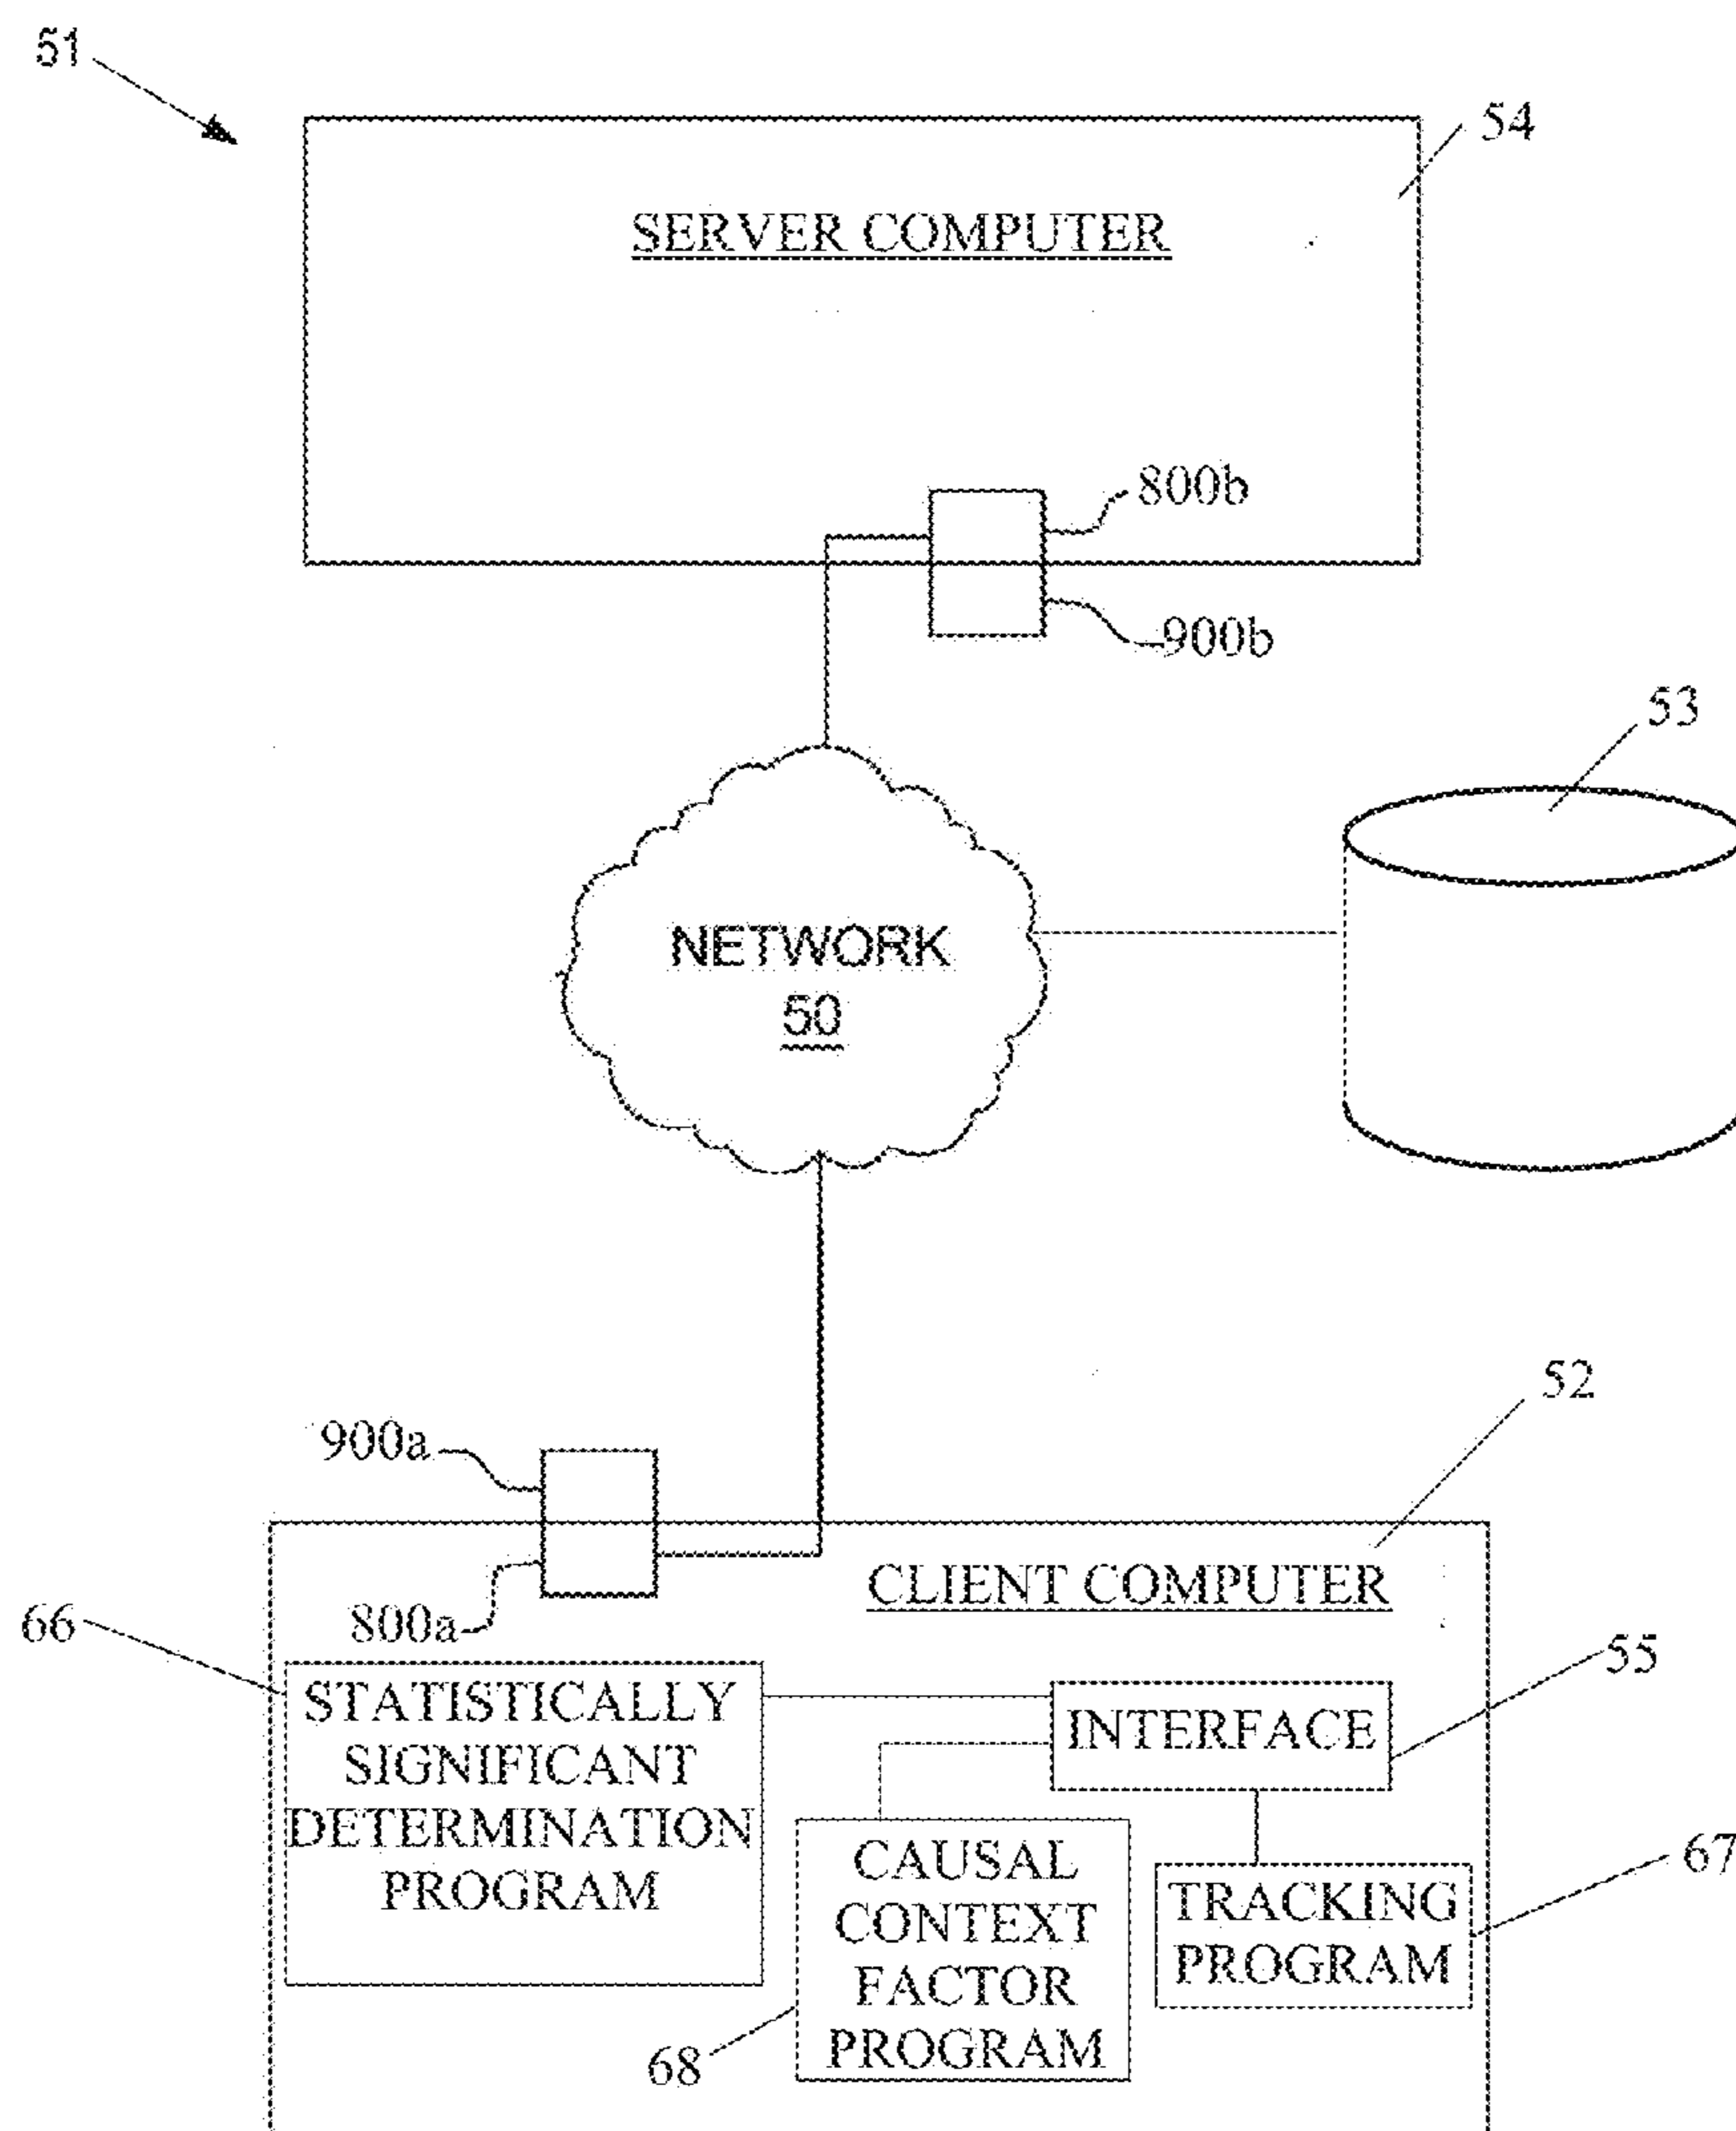 51
54
SERVER COMPUTER
800b
900b
53
NETWORK
50
52
900a
CLIENT COMPUTER
800a
66
55
STATISTICALLY
SIGNIFICANT
DETERMINATION
PROGRAM
INTERFACE
CAUSAL
CONTEXT
FACTOR
PROGRAM
67
TRACKING
PROGRAM
68